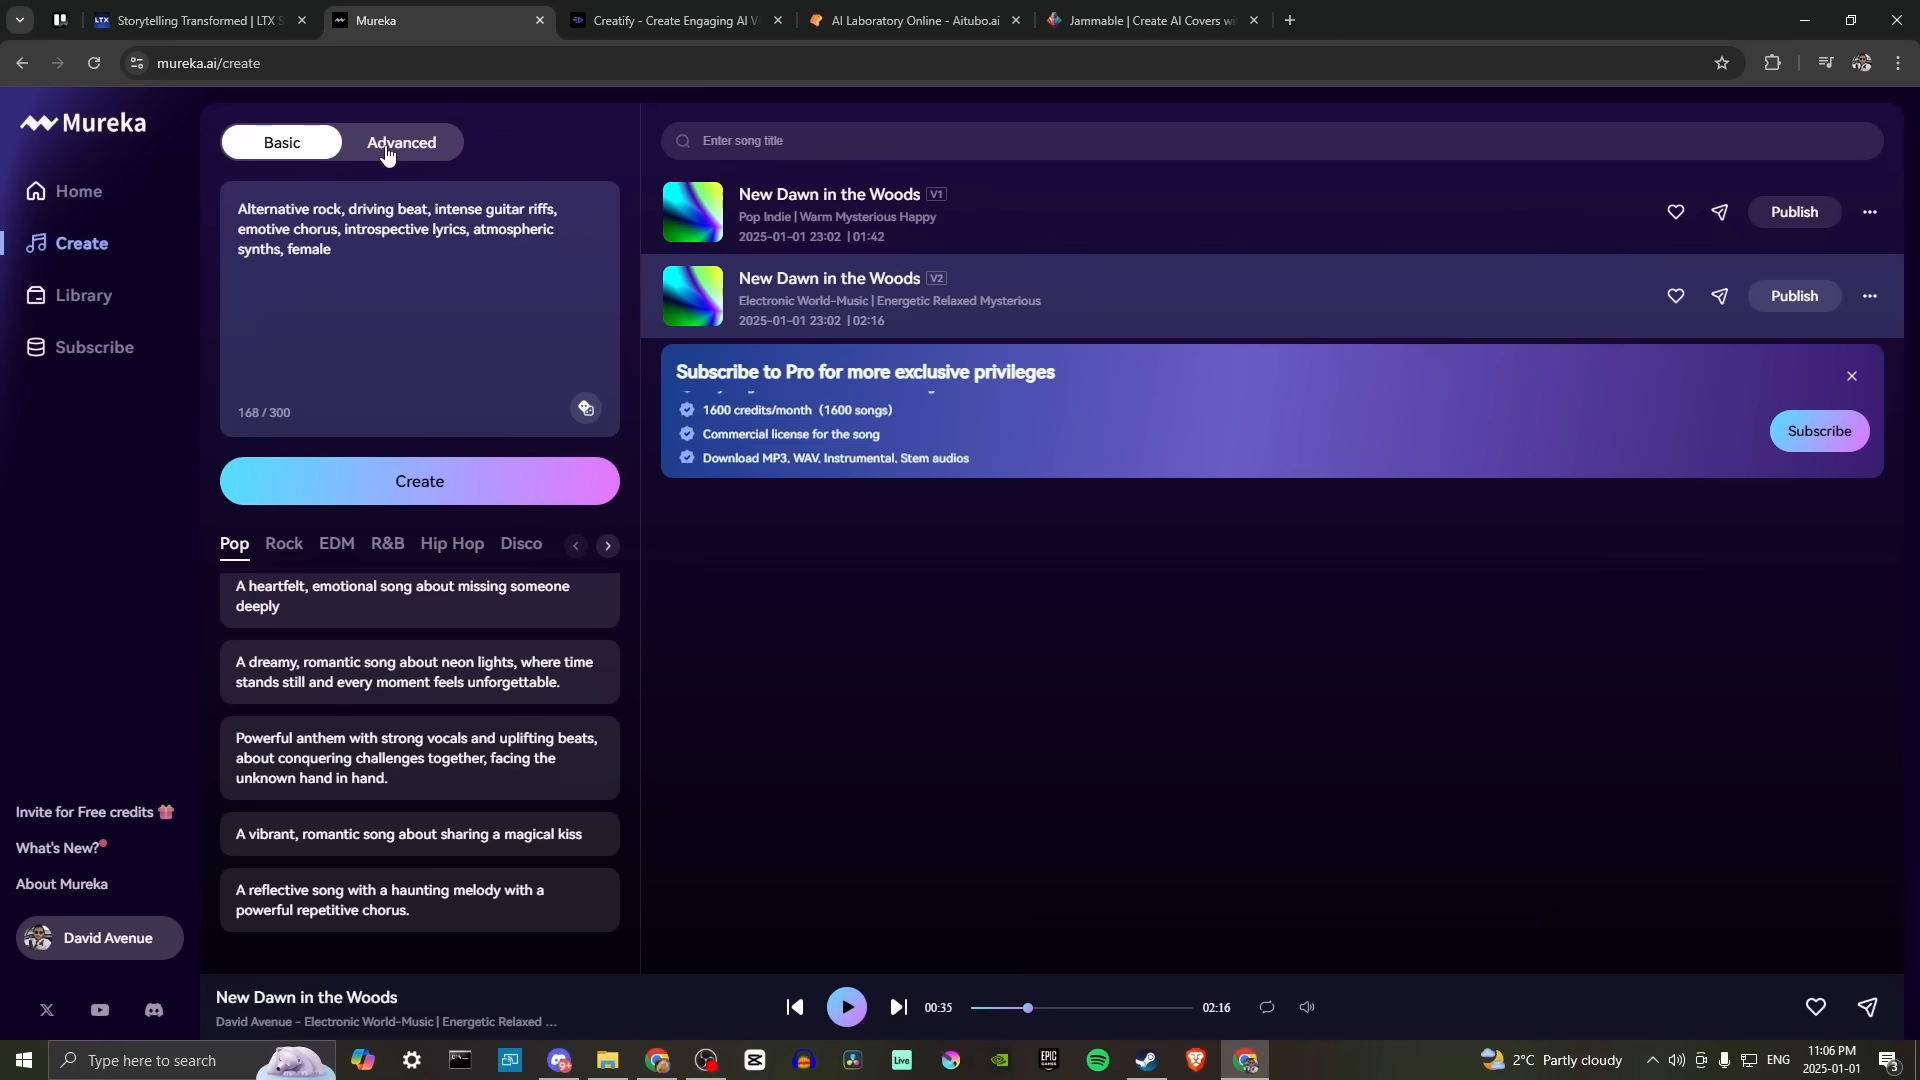 Storytelling Transformed | LTX S
Mureka
Creatify - Create Engaging AI Vi
AI Laboratory Online - Aitubo.ai
Jammable | Create AI Covers wi
mureka.ai/create
Mureka
Home
Create
Library
Subscribe
Invite for Free credits
What's New?
About Mureka
David Avenue
Basic
Advanced
Alternative rock, driving beat, intense guitar riffs,
emotive chorus, introspective lyrics, atmospheric
synths, female
168 / 300
Create
Pop Rock EDM R&B Hip Hop Disco
A heartfelt, emotional song about missing someone
deeply
A dreamy, romantic song about neon lights, where time
stands still and every moment feels unforgettable.
Powerful anthem with strong vocals and uplifting beats,
about conquering challenges together, facing the
unknown hand in hand.
A vibrant, romantic song about sharing a magical kiss
A reflective song with a haunting melody with a
powerful repetitive chorus.
Enter song title
New Dawn in the Woods V1
Pop Indie | Warm Mysterious Happy
2025-01-01 23:02 | 01:42
Publish
New Dawn in the Woods V2
Electronic World-Music | Energetic Relaxed Mysterious
2025-01-01 23:02 | 02:16
Publish
Subscribe to Pro for more exclusive privileges
1600 credits/month（1600 songs）
Commercial license for the song
Download MP3, WAV, Instrumental, Stem audios
Subscribe
New Dawn in the Woods
David Avenue - Electronic World-Music | Energetic Relaxed ...
00:35
02:16
Type here to search
Live
EPIC
GAMES
9+
2°C Partly cloudy
ENG
11:06 PM
2025-01-01
3